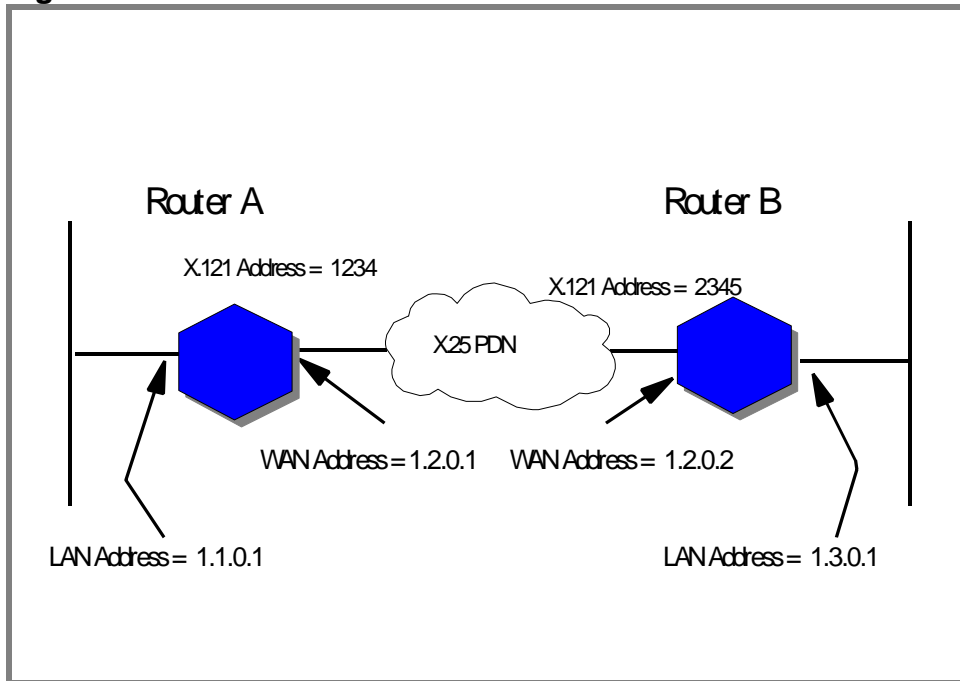 Router A
Router B
X.121 Address = 1234
X.121 Address = 2345
X.25 PDN
WAN Address = 1.2.0.1
WAN Address = 1.2.0.2
LAN Address = 1.1.0.1
LAN Address = 1.3.0.1